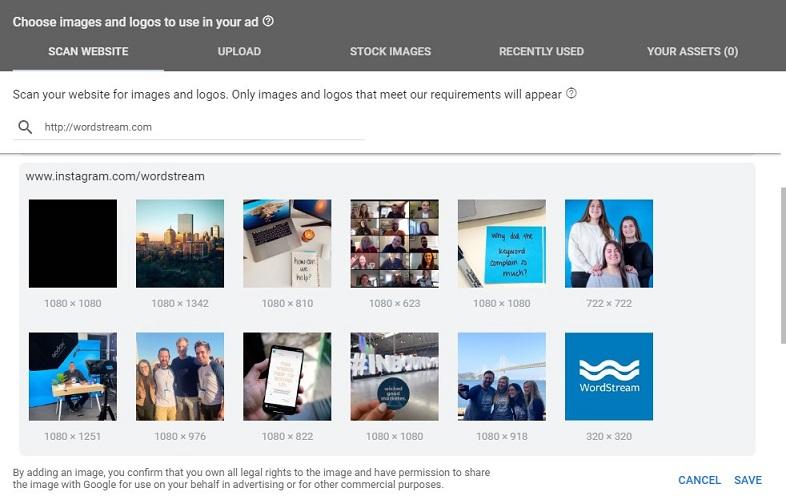 Choose images and logos to use in your ad
SCAN WEBSITE UPLOAD STOCK IMAGES RECENTLY USED YOUR ASSETS (0)
Scan your website for images and logos. Only images and logos that meet our requirements will appear
http://wordstream.com
www.instagram.com/wordstream
how can
we
help?
Why did the
keyword
complain so
much?
1080 × 1080 1080 × 1342 1080 × 810 1080 × 623 1080 × 1080 722 × 722
#INBOUND
wicked
good
WordStream
1080 × 1251 1080 × 976 1080 × 822 1080 × 1080 1080 × 918 320 × 320
By adding an image, you confirm that you own all legal rights to the image and have permission to share
the image with Google for use on your behalf in advertising or for other commercial purposes.
CANCEL SAVE